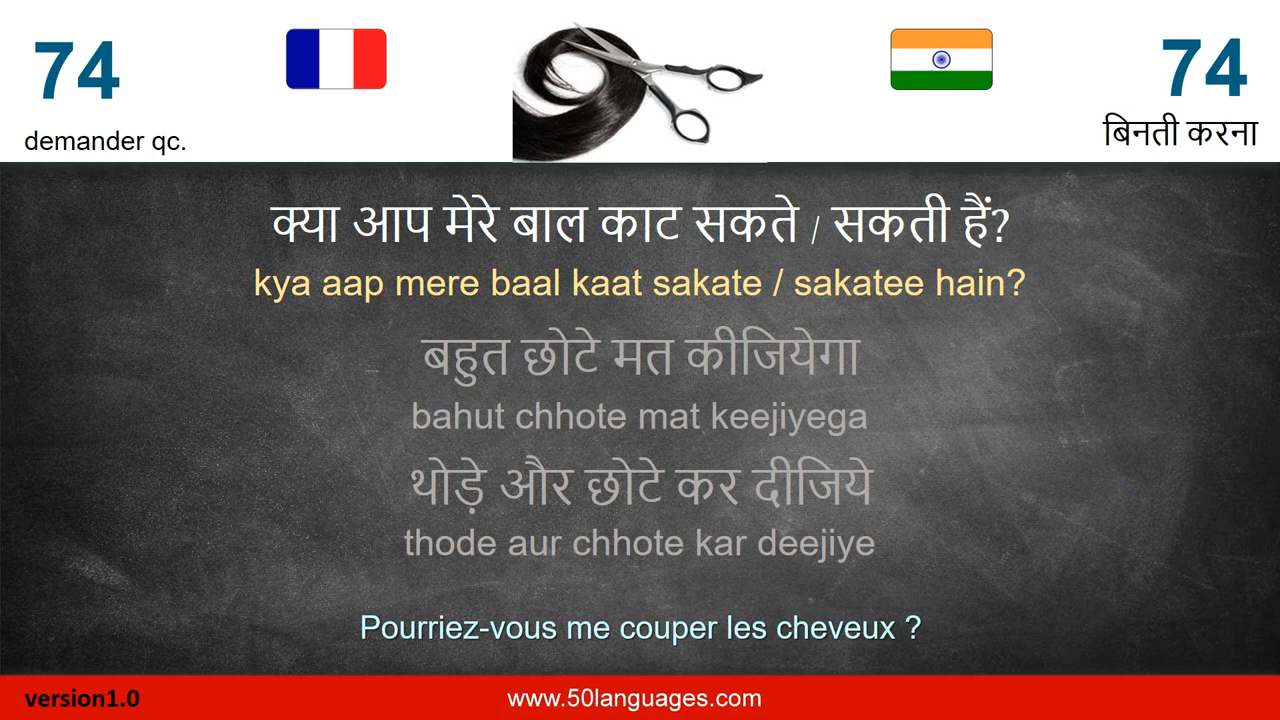 74
74
demander qc.
बिनती करना
क्या आप मेरे बाल काट सकते / सकती हैं?
kya aap mere baal kaat sakate / sakatee hain?
बहुत छोटे मत कीजियेगा
bahut chhote mat keejiyega
थोड़े और छोटे कर दीजिये
thode aur chhote kar deejiye
Pourriez-vous me couper les cheveux ?
version1.0
www.50languages.com